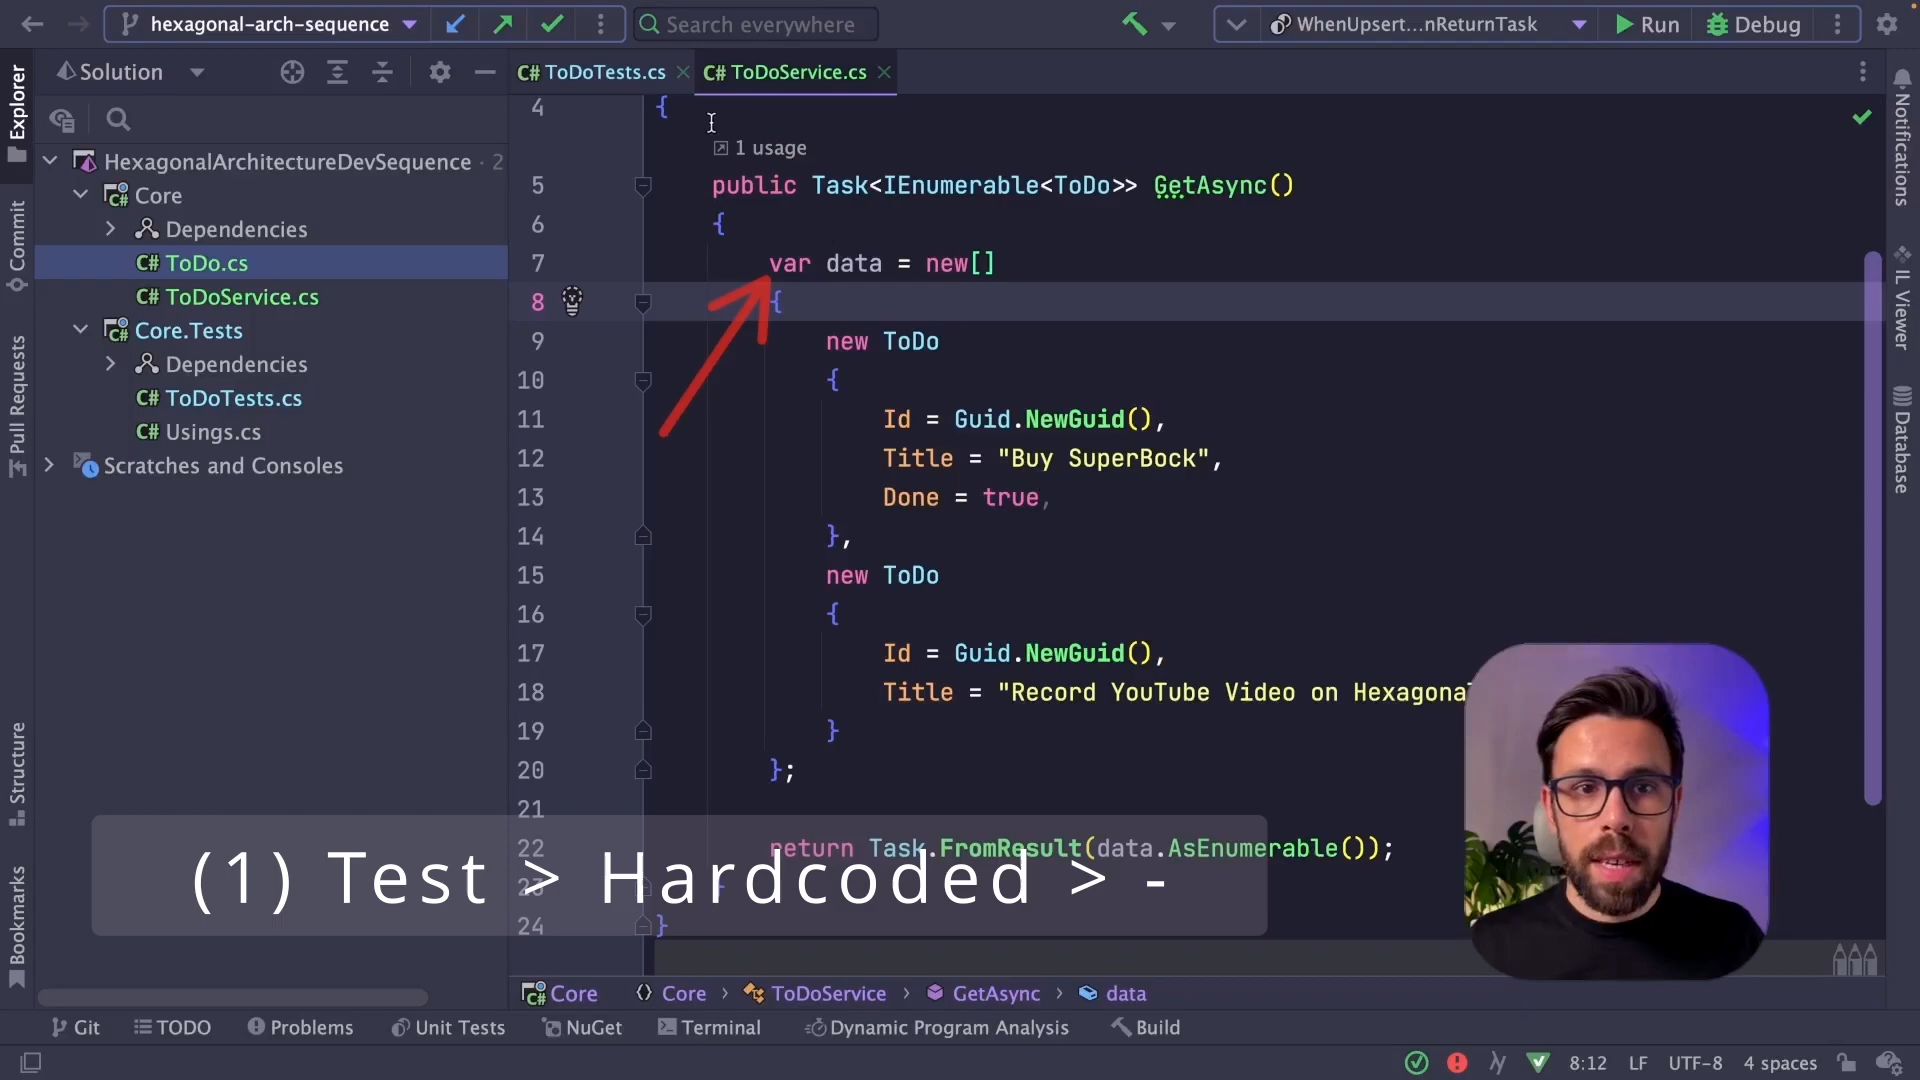 hexagonal-arch-sequence
Search everywhere
WhenUpsert...nReturnTask
Run
Debug
Explorer
Commit
Pull Requests
Structure
Bookmarks
Solution
HexagonalArchitectureDevSequence · 2
Core
Dependencies
C# ToDo.cs
C# ToDoService.cs
Core.Tests
Dependencies
C# ToDoTests.cs
C# Usings.cs
Scratches and Consoles
C# ToDoTests.cs
C# ToDoService.cs
4 {
1 usage
5 public Task<IEnumerable<ToDo>> GetAsync()
6 {
7 var data = new[]
8 {
9 new ToDo
10 {
11 Id = Guid.NewGuid(),
12 Title = "Buy SuperBock",
13 Done = true,
14 },
15 new ToDo
16 {
17 Id = Guid.NewGuid(),
18 Title = "Record YouTube Video on Hexagonal
19 }
20 };
21
22 return Task.FromResult(data.AsEnumerable());
23 }
24 }
(1) Test > Hardcoded > -
Notifications
IL Viewer
Database
C# Core
Core > ToDoService > GetAsync > data
Git
TODO
Problems
Unit Tests
NuGet
Terminal
Dynamic Program Analysis
Build
8:12 LF UTF-8 4 spaces